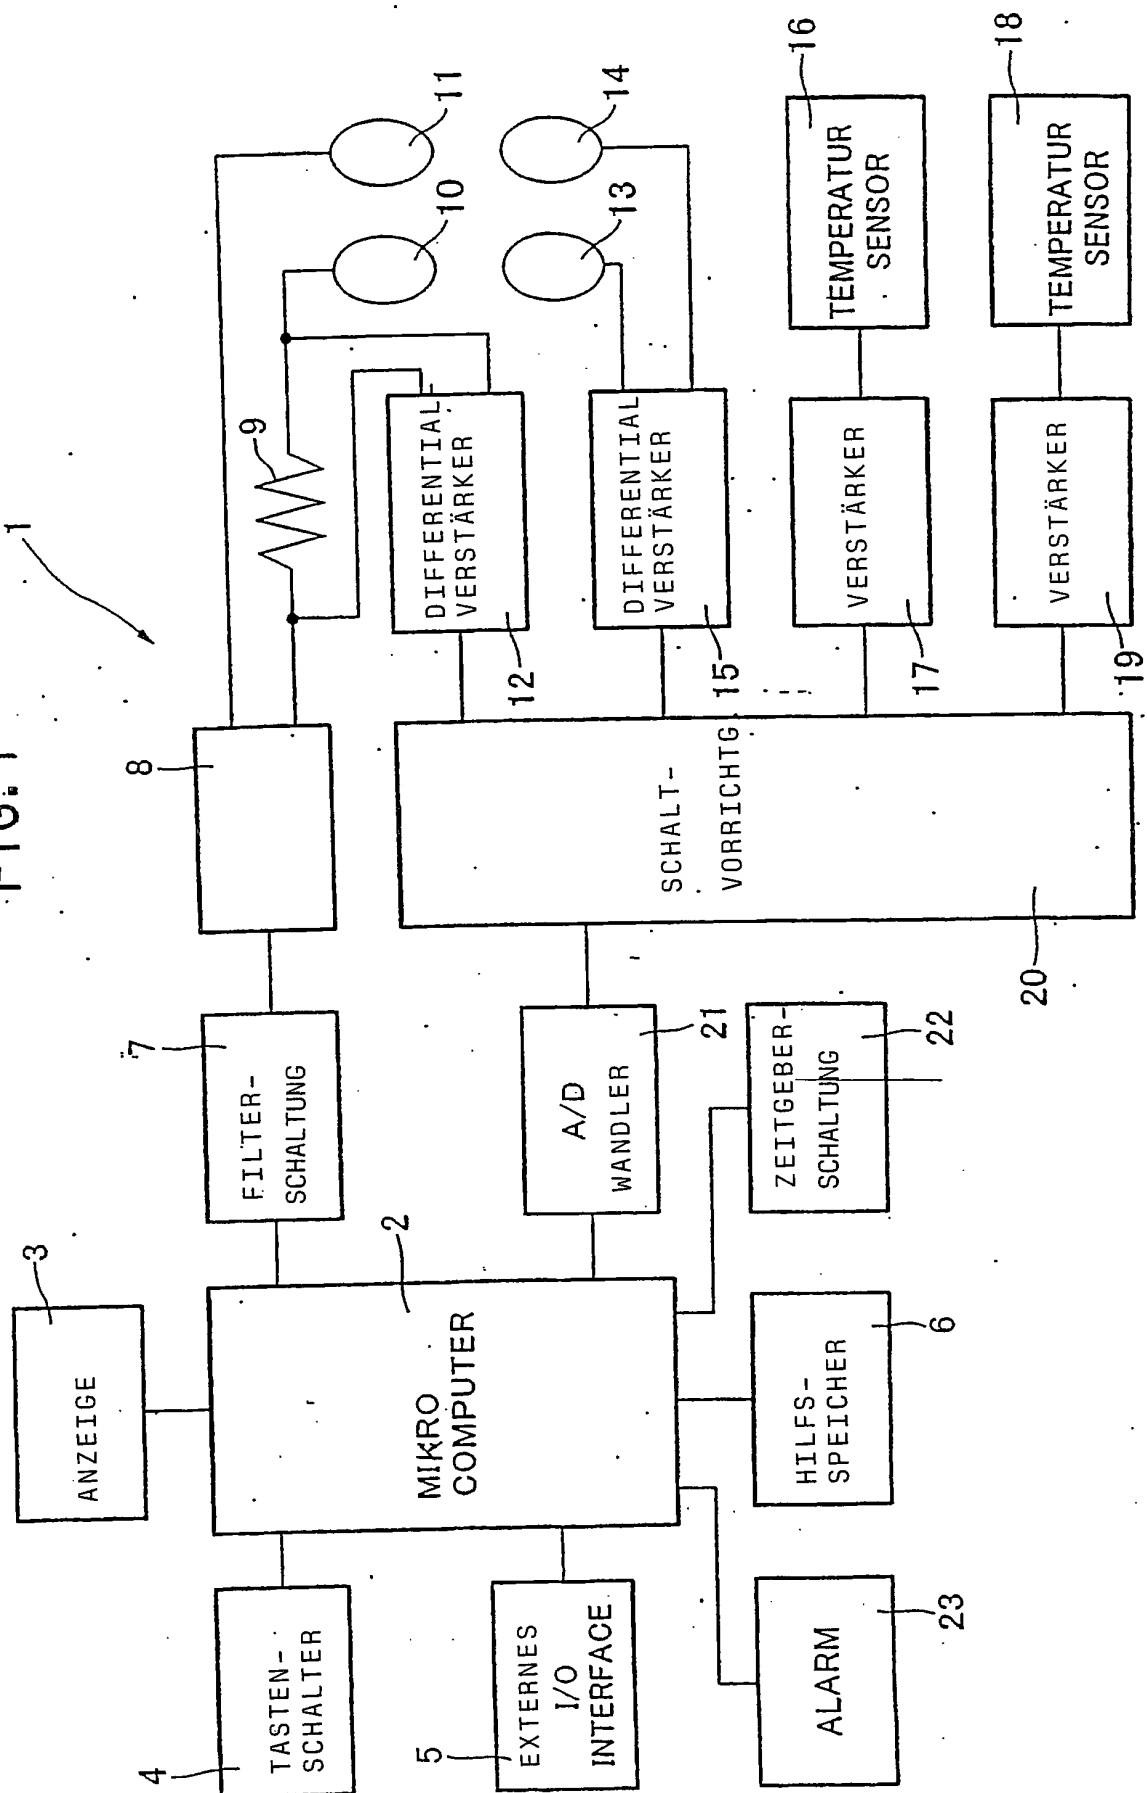 FIG. 1
1
3
ANZEIGE
4
TASTEN-
SCHALTER
5
EXTERNES
I/O
INTERFACE
23
ALARM
2
MIKRO
COMPUTER
6
HILFS-
SPEICHER
7
FILTER-
SCHALTUNG
A/D
WANDLER
21
ZEITGEBER-
SCHALTUNG
22
8
SCHALT-
VORRICHTG
20
9
DIFFERENTIAL
VERSTÄRKER
12
DIFFERENTIAL
VERSTÄRKER
15
VERSTÄRKER
17
VERSTÄRKER
19
10
11
13
14
16
TEMPERATUR
SENSOR
18
TEMPERATUR
SENSOR